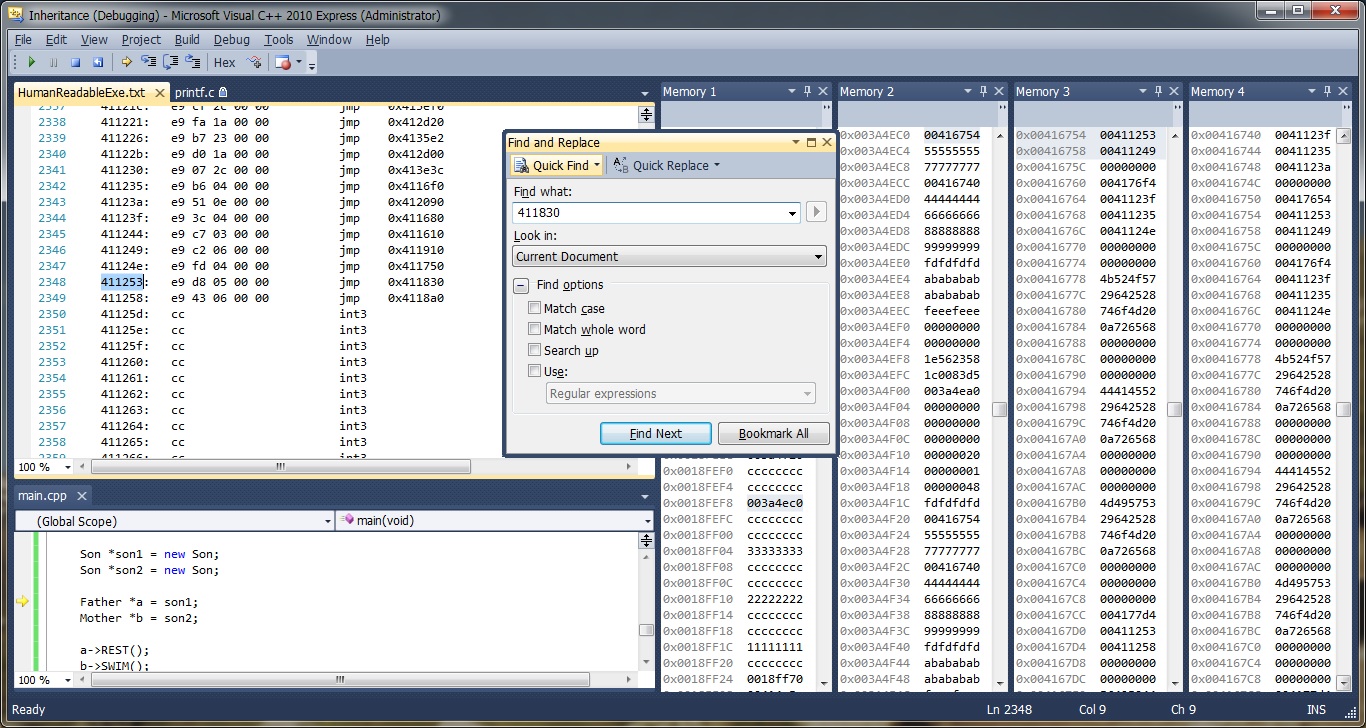 Inheritance (Debugging) - Microsoft Visual C++ 2010 Express (Administrator)
File Edit View Project Build Debug Tools Window Help
Hex
HumanReadableExe.txt printf.c
2338 411221: e9 fa 1a 00 00 jmp 0x412d20
2339 411226: e9 b7 23 00 00 jmp 0x4135e2
2340 41122b: e9 d0 1a 00 00 jmp 0x412d00
2341 411230: e9 07 2c 00 00 jmp 0x413e3c
2342 411235: e9 b6 04 00 00 jmp 0x4116f0
2343 41123a: e9 51 0e 00 00 jmp 0x412090
2344 41123f: e9 3c 04 00 00 jmp 0x411680
2345 411244: e9 c7 03 00 00 jmp 0x411610
2346 411249: e9 c2 06 00 00 jmp 0x411910
2347 41124e: e9 fd 04 00 00 jmp 0x411750
2348 411253: e9 d8 05 00 00 jmp 0x411830
2349 411258: e9 43 06 00 00 jmp 0x4118a0
2350 41125d: cc int3
2351 41125e: cc int3
2352 41125f: cc int3
2353 411260: cc int3
2354 411261: cc int3
2355 411262: cc int3
2356 411263: cc int3
2357 411264: cc int3
2358 411265: cc int3
2359 411266: cc int3
100 %
Find and Replace
Quick Find Quick Replace
Find what:
411830
Look in:
Current Document
Find options
Match case
Match whole word
Search up
Use:
Regular expressions
Find Next Bookmark All
main.cpp
(Global Scope) main(void)
Son *son1 = new Son;
Son *son2 = new Son;
Father *a = son1;
Mother *b = son2;
a->REST();
b->SWIM();
100 %
Memory 1
0x0018FEF0 cccccccc
0x0018FEF4 cccccccc
0x0018FEF8 003a4ec0
0x0018FEFC cccccccc
0x0018FF00 cccccccc
0x0018FF04 33333333
0x0018FF08 cccccccc
0x0018FF0C cccccccc
0x0018FF10 22222222
0x0018FF14 cccccccc
0x0018FF18 cccccccc
0x0018FF1C 11111111
0x0018FF20 cccccccc
0x0018FF24 0018ff70
Memory 2
0x003A4EC0 00416754
0x003A4EC4 55555555
0x003A4EC8 77777777
0x003A4ECC 00416740
0x003A4ED0 44444444
0x003A4ED4 66666666
0x003A4ED8 88888888
0x003A4EDC 99999999
0x003A4EE0 fdfdfdfd
0x003A4EE4 abababab
0x003A4EE8 abababab
0x003A4EEC feeefeee
0x003A4EF0 00000000
0x003A4EF4 00000000
0x003A4EF8 1e562358
0x003A4EFC 1c0083d5
0x003A4F00 003a4ea0
0x003A4F04 00000000
0x003A4F08 00000000
0x003A4F0C 00000000
0x003A4F10 00000020
0x003A4F14 00000001
0x003A4F18 00000048
0x003A4F1C fdfdfdfd
0x003A4F20 00416754
0x003A4F24 55555555
0x003A4F28 77777777
0x003A4F2C 00416740
0x003A4F30 44444444
0x003A4F34 66666666
0x003A4F38 88888888
0x003A4F3C 99999999
0x003A4F40 fdfdfdfd
0x003A4F44 abababab
0x003A4F48 abababab
Memory 3
0x00416754 00411253
0x00416758 00411249
0x0041675C 00000000
0x00416760 004176f4
0x00416764 0041123f
0x00416768 00411235
0x0041676C 0041124e
0x00416770 00000000
0x00416774 00000000
0x00416778 4b524f57
0x0041677C 29642528
0x00416780 746f4d20
0x00416784 0a726568
0x00416788 00000000
0x0041678C 00000000
0x00416790 00000000
0x00416794 44414552
0x00416798 29642528
0x0041679C 746f4d20
0x004167A0 0a726568
0x004167A4 00000000
0x004167A8 00000000
0x004167AC 00000000
0x004167B0 4d495753
0x004167B4 29642528
0x004167B8 746f4d20
0x004167BC 0a726568
0x004167C0 00000000
0x004167C4 00000000
0x004167C8 00000000
0x004167CC 004177d4
0x004167D0 00411253
0x004167D4 00411258
0x004167D8 00000000
0x004167DC 00000000
Memory 4
0x00416740 0041123f
0x00416744 00411235
0x00416748 0041123a
0x0041674C 00000000
0x00416750 00417654
0x00416754 00411253
0x00416758 00411249
0x0041675C 00000000
0x00416760 004176f4
0x00416764 0041123f
0x00416768 00411235
0x0041676C 0041124e
0x00416770 00000000
0x00416774 00000000
0x00416778 4b524f57
0x0041677C 29642528
0x00416780 746f4d20
0x00416784 0a726568
0x00416788 00000000
0x0041678C 00000000
0x00416790 00000000
0x00416794 44414552
0x00416798 29642528
0x0041679C 746f4d20
0x004167A0 0a726568
0x004167A4 00000000
0x004167A8 00000000
0x004167AC 00000000
0x004167B0 4d495753
0x004167B4 29642528
0x004167B8 746f4d20
0x004167BC 0a726568
0x004167C0 00000000
0x004167C4 00000000
0x004167C8 00000000
Ready Ln 2348 Col 9 Ch 9 INS